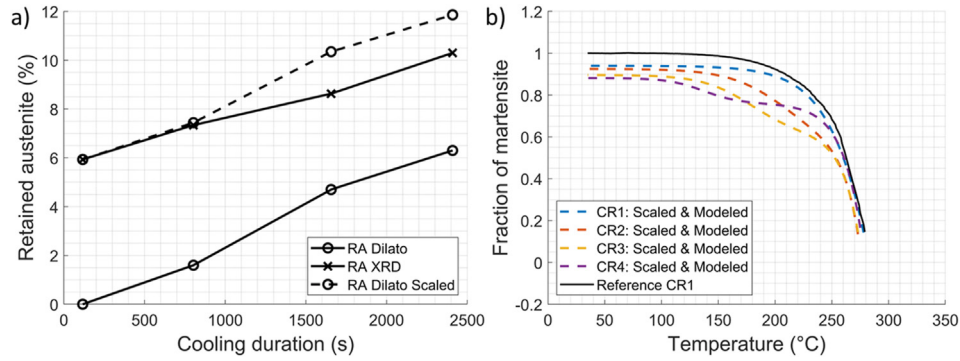 a)
12
10
8
6
4
2
0
Retained austenite (%)
RA Dilato
RA XRD
RA Dilato Scaled
0 500 1000 1500 2000 2500
Cooling duration (s)
b)
1.2
1
0.8
0.6
0.4
0.2
0
-0.2
Fraction of martensite
CR1: Scaled & Modeled
CR2: Scaled & Modeled
CR3: Scaled & Modeled
CR4: Scaled & Modeled
Reference CR1
0 50 100 150 200 250 300 350
Temperature (°C)